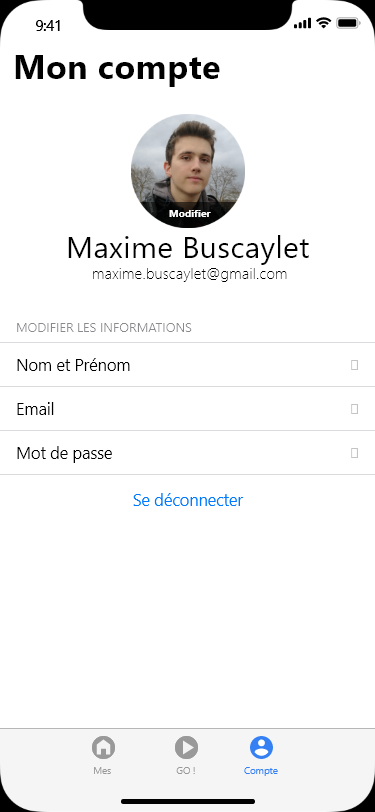 9:41
Mon compte
Modifier
Maxime Buscaylet
maxime.buscaylet@gmail.com
MODIFIER LES INFORMATIONS
Nom et Prénom
Email
Mot de passe
Se déconnecter
Mes
GO !
Compte